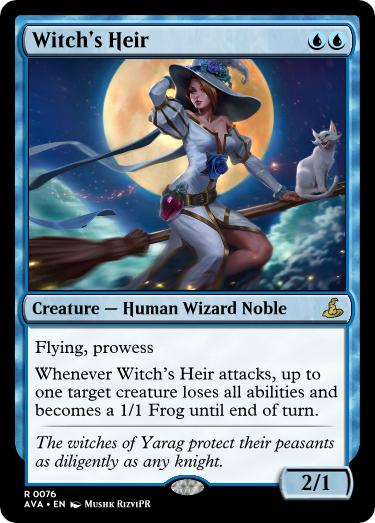 Witch's Heir
Creature — Human Wizard Noble
Flying, prowess
Whenever Witch's Heir attacks, up to
one target creature loses all abilities and
becomes a 1/1 Frog until end of turn.
The witches of Yarag protect their peasants
as diligently as any knight.
2/1
R 0076
AVA • EN Mushk RizviPR